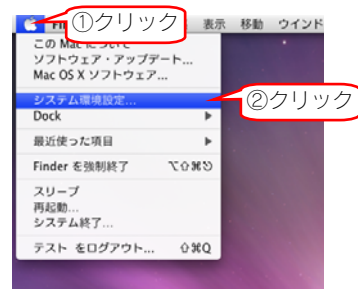 ①クリック
表示 移動 ウインド
この Mac について
ソフトウェア・アップデート...
Mac OS X ソフトウェア...
システム環境設定...
②クリック
Dock
最近使った項目
Finder を強制終了 ⌥⇧⌘⎋
スリープ
再起動...
システム終了...
テスト をログアウト... ⇧⌘Q